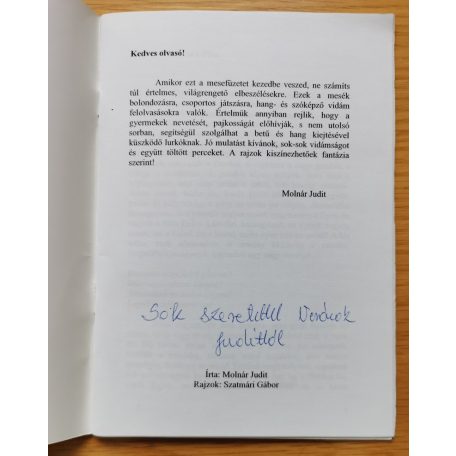 Kedves olvasó!
Amikor ezt a mesefüzetet kezedbe veszed, ne számíts
túl értelmes, világrengető elbeszélésekre. Ezek a mesék
bolondozásra, csoportos játszásra, hang- és szóképző vidám
felolvasásokra valók. Értelmük annyiban rejlik, hogy a
gyermekek nevetését, pajkosságát előhívják, s nem utolsó
sorban, segítségül szolgálhat a betű és hang kiejtésével
küszködő lurkóknak. Jó mulatást kívánok, sok-sok vidámságot
és együtt töltött perceket. A rajzok kiszínezhetőek fantázia
szerint!
Molnár Judit
Sok szeretettel
Judittól
Írta: Molnár Judit
Rajzok: Szatmári Gábor